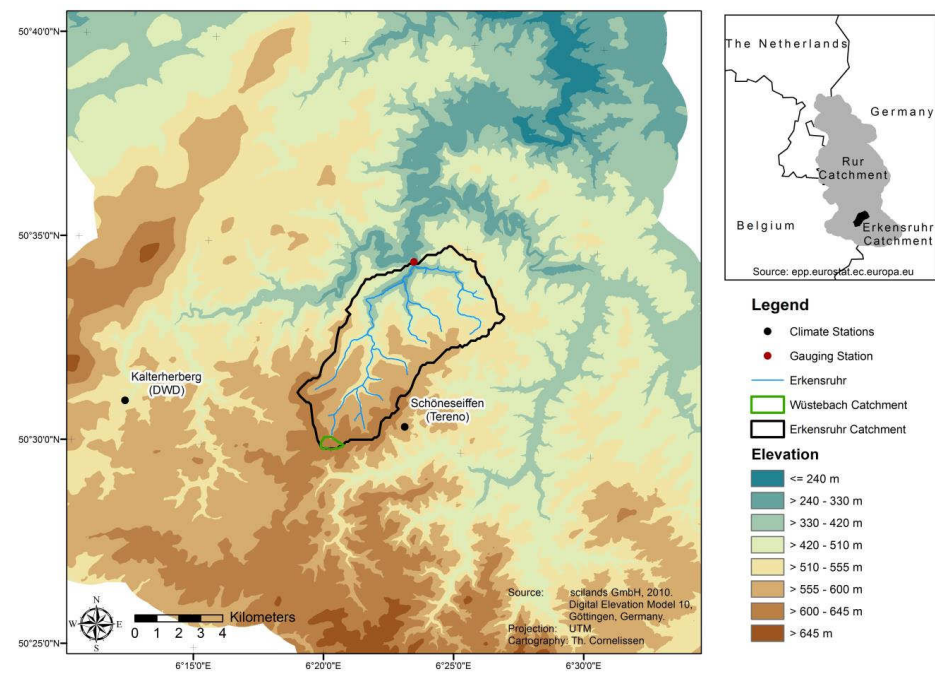 50°40'0"N
50°35'0"N
50°30'0"N
50°25'0"N
Kalterherberg
(DWD)
Schöneseiffen
(Tereno)
N
W
E
S
0 1 2 3 4 Kilometers
Source: scilands GmbH, 2010.
Digital Elevation Model 10,
Göttingen, Germany.
Projection: UTM
Cartography: Th. Cornelissen
6°15'0"E
6°20'0"E
6°25'0"E
6°30'0"E
The Netherlands
Germany
Rur
Catchment
Belgium
Erkensruhr
Catchment
Source: epp.eurostat.ec.europa.eu
Legend
Climate Stations
Gauging Station
Erkensruhr
Wüstebach Catchment
Erkensruhr Catchment
Elevation
<= 240 m
> 240 - 330 m
> 330 - 420 m
> 420 - 510 m
> 510 - 555 m
> 555 - 600 m
> 600 - 645 m
> 645 m